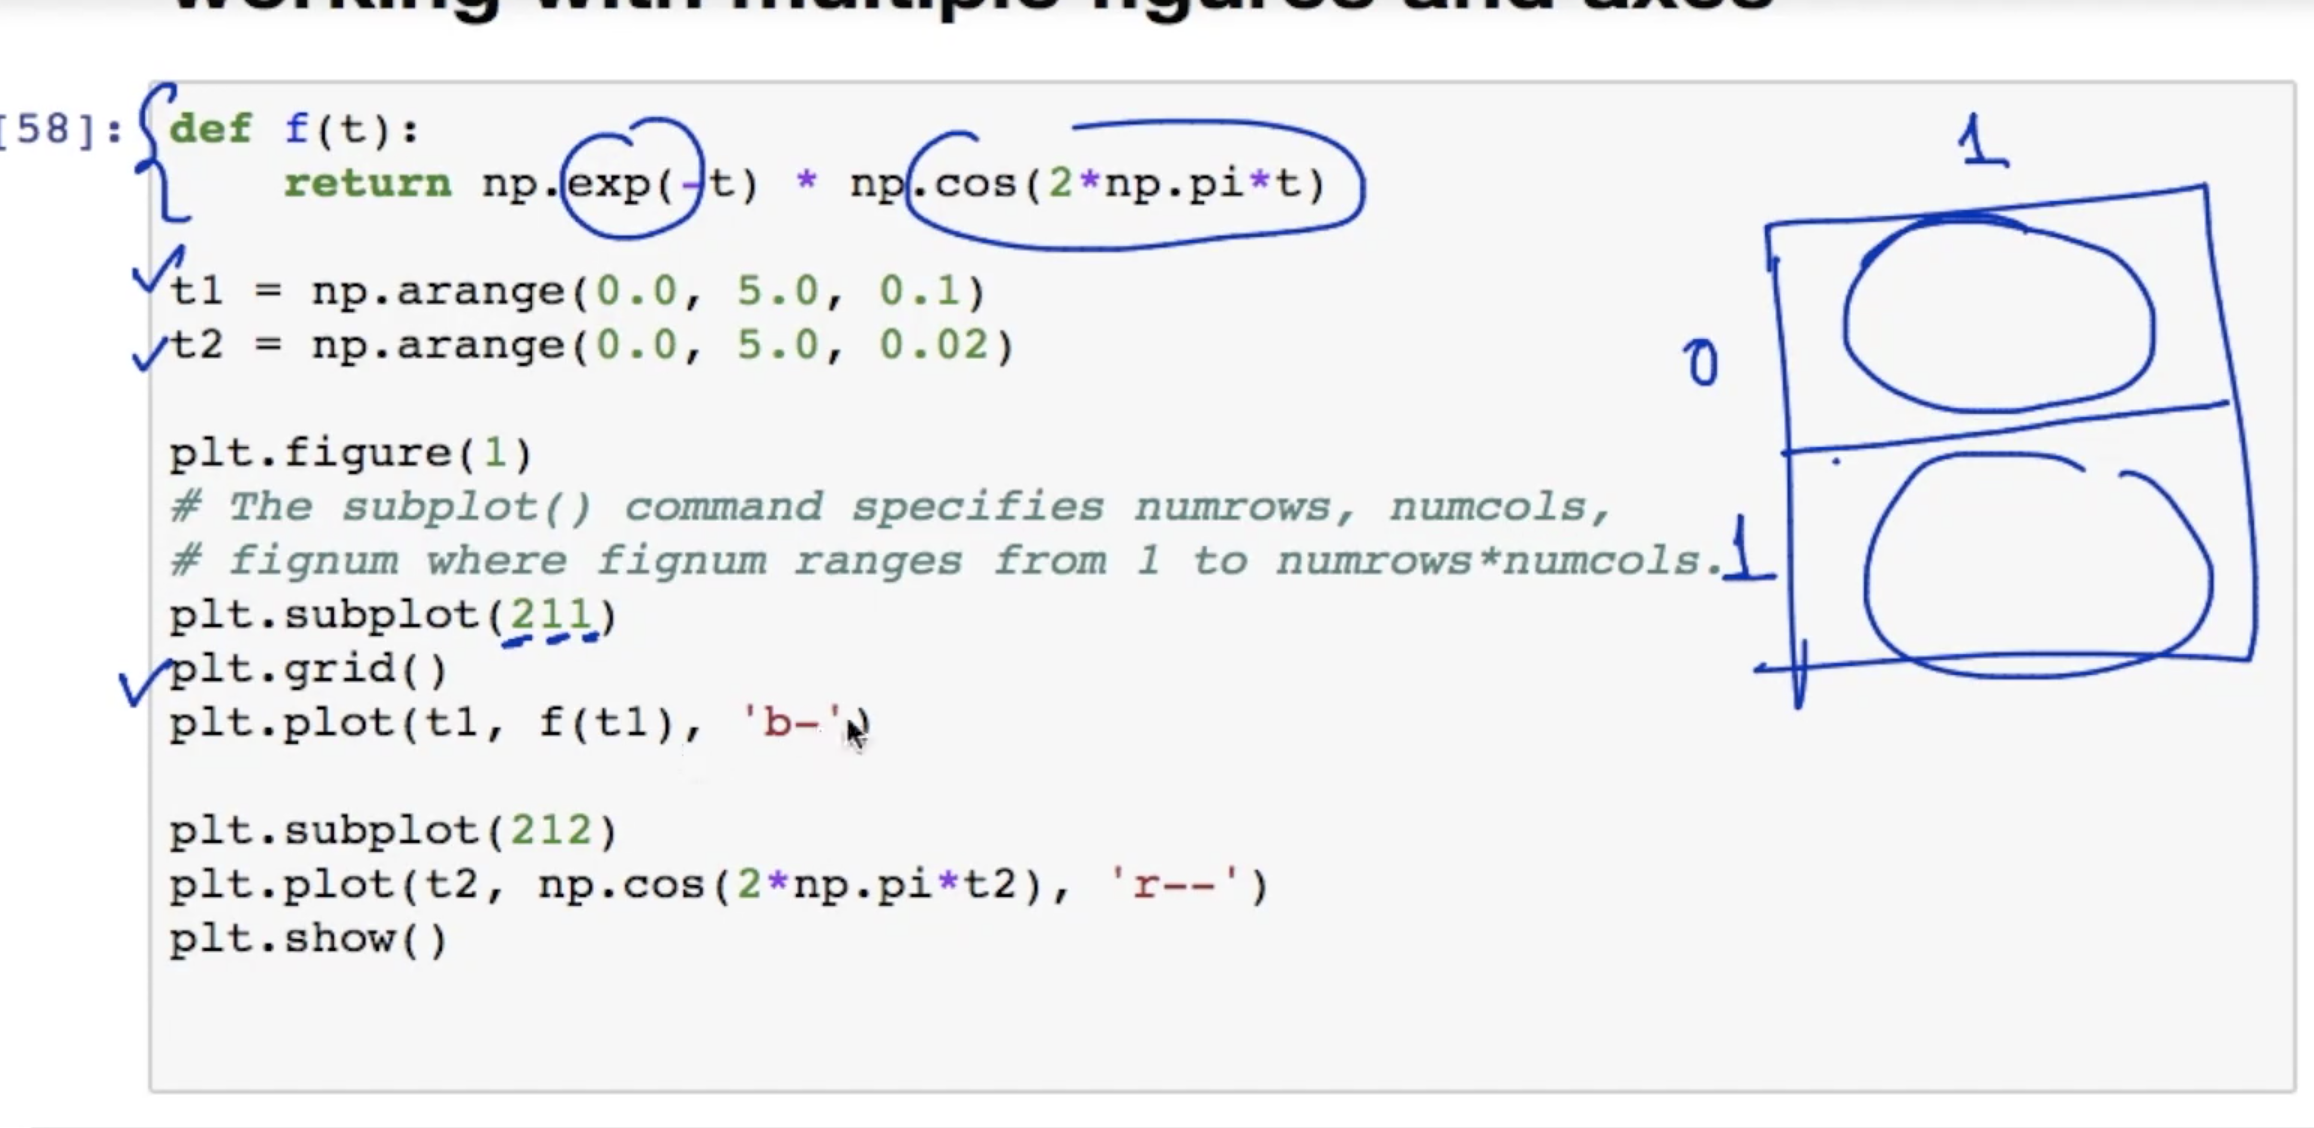 working with multiple figures and axes
[58]:
def f(t):
    return np.exp(-t) * np.cos(2*np.pi*t)
1
t1 = np.arange(0.0, 5.0, 0.1)
t2 = np.arange(0.0, 5.0, 0.02)
0
plt.figure(1)
# The subplot() command specifies numrows, numcols,
# fignum where fignum ranges from 1 to numrows*numcols.
1
plt.subplot(211)
plt.grid()
plt.plot(t1, f(t1), 'b-')
plt.subplot(212)
plt.plot(t2, np.cos(2*np.pi*t2), 'r--')
plt.show()